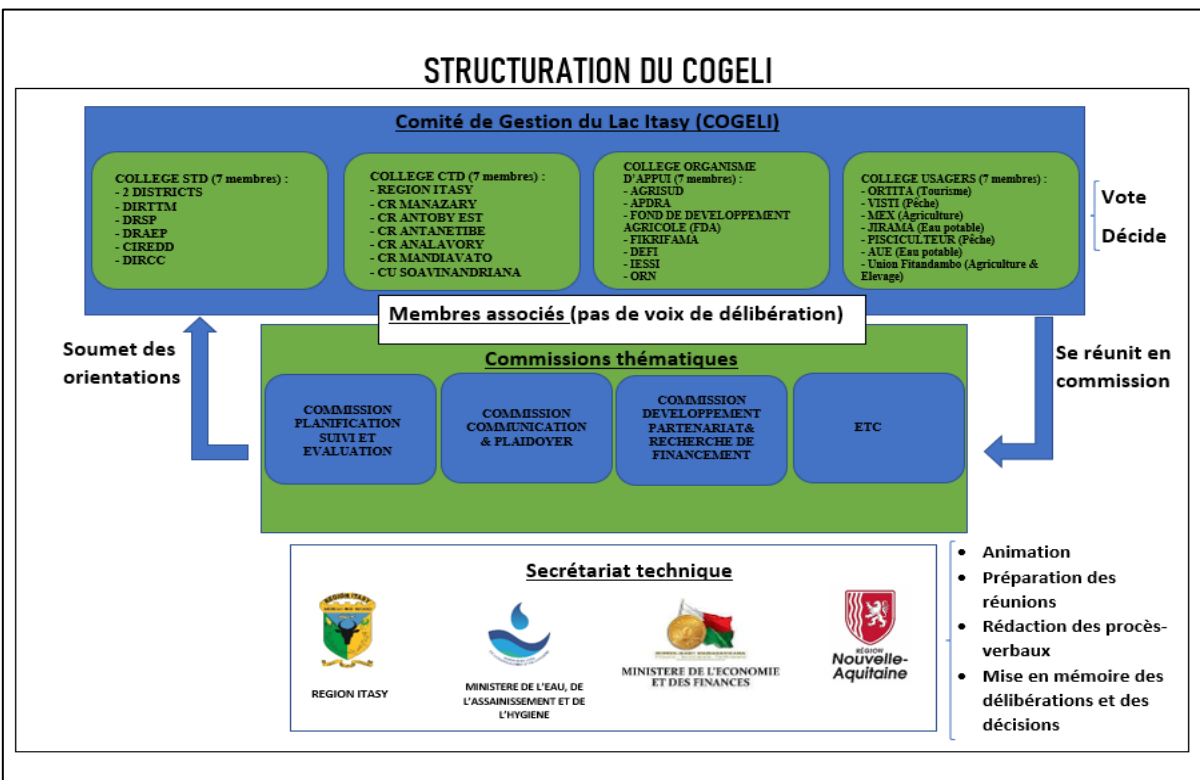 STRUCTURATION DU COGELI
Comité de Gestion du Lac Itasy (COGELI)
COLLEGE STD (7 membres) :
- 2 DISTRICTS
- DIRTTM
- DRSP
- DRAEP
- CIREDD
- DIRCC
COLLEGE CTD (7 membres) :
- REGION ITASY
- CR MANAZARY
- CR ANTOBY EST
- CR ANTANETIBE
- CR ANALAVORY
- CR MANDIAVATO
- CU SOAVINANDRIANA
COLLEGE ORGANISME
D'APPUI (7 membres) :
- AGRISUD
- APDRA
- FOND DE DEVELOPPEMENT
AGRICOLE (FDA)
- FIKRIFAMA
- DEFI
- IESSI
- ORN
COLLEGE USAGERS (7 membres) :
- ORTITA (Tourisme)
- VISTI (Pêche)
- MEX (Agriculture)
- JIRAMA (Eau potable)
- PISCICULTEUR (Pêche)
- AUE (Eau potable)
- Union Fitandambo (Agriculture &
Elevage)
Vote
Décide
Membres associés (pas de voix de délibération)
Soumet des
orientations
Commissions thématiques
COMMISSION
PLANIFICATION
SUIVI ET
EVALUATION
COMMISSION
COMMUNICATION
& PLAIDOYER
COMMISSION
DEVELOPPEMENT
PARTENARIAT&
RECHERCHE DE
FINANCEMENT
ETC
Se réunit en
commission
Secrétariat technique
REGION ITASY
REGION ITASY
MINISTERE DE L'EAU, DE
L'ASSAINISSEMENT ET DE
L'HYGIENE
MINISTERE DE L'ECONOMIE
ET DES FINANCES
RÉGION
Nouvelle-
Aquitaine
• Animation
• Préparation des
réunions
• Rédaction des procès-
verbaux
• Mise en mémoire des
délibérations et des
décisions